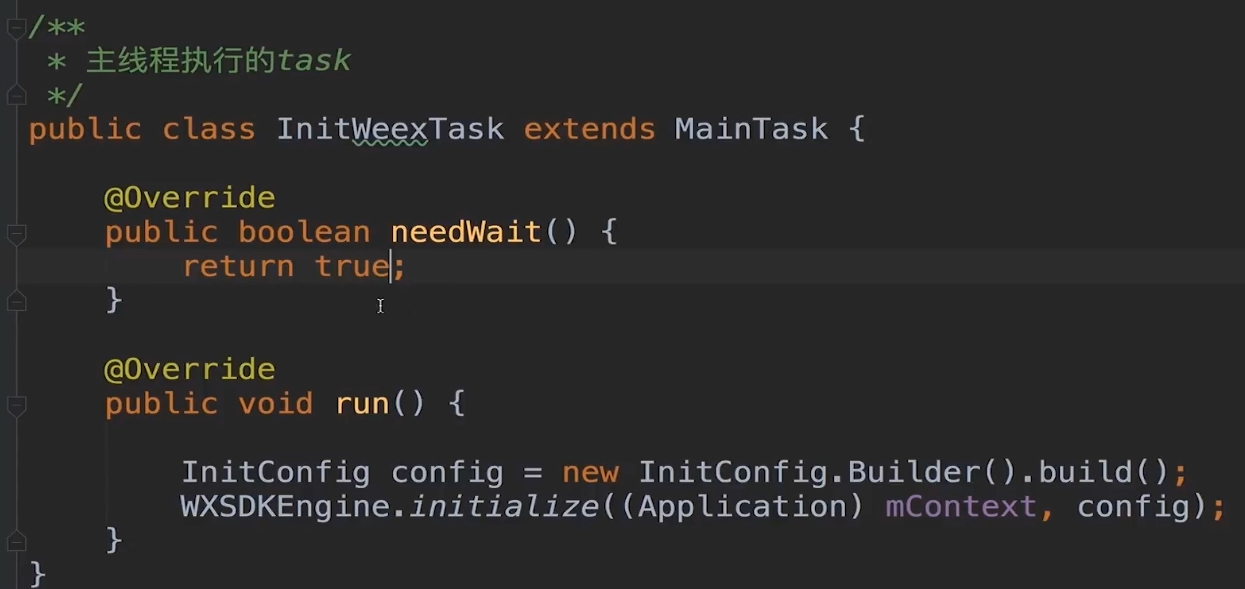 /**
 * 主线程执行的task
 */
public class InitWeexTask extends MainTask {
    @Override
    public boolean needWait() {
        return true;
    }
    @Override
    public void run() {
        InitConfig config = new InitConfig.Builder().build();
        WXSDKEngine.initialize((Application) mContext, config);
    }
}